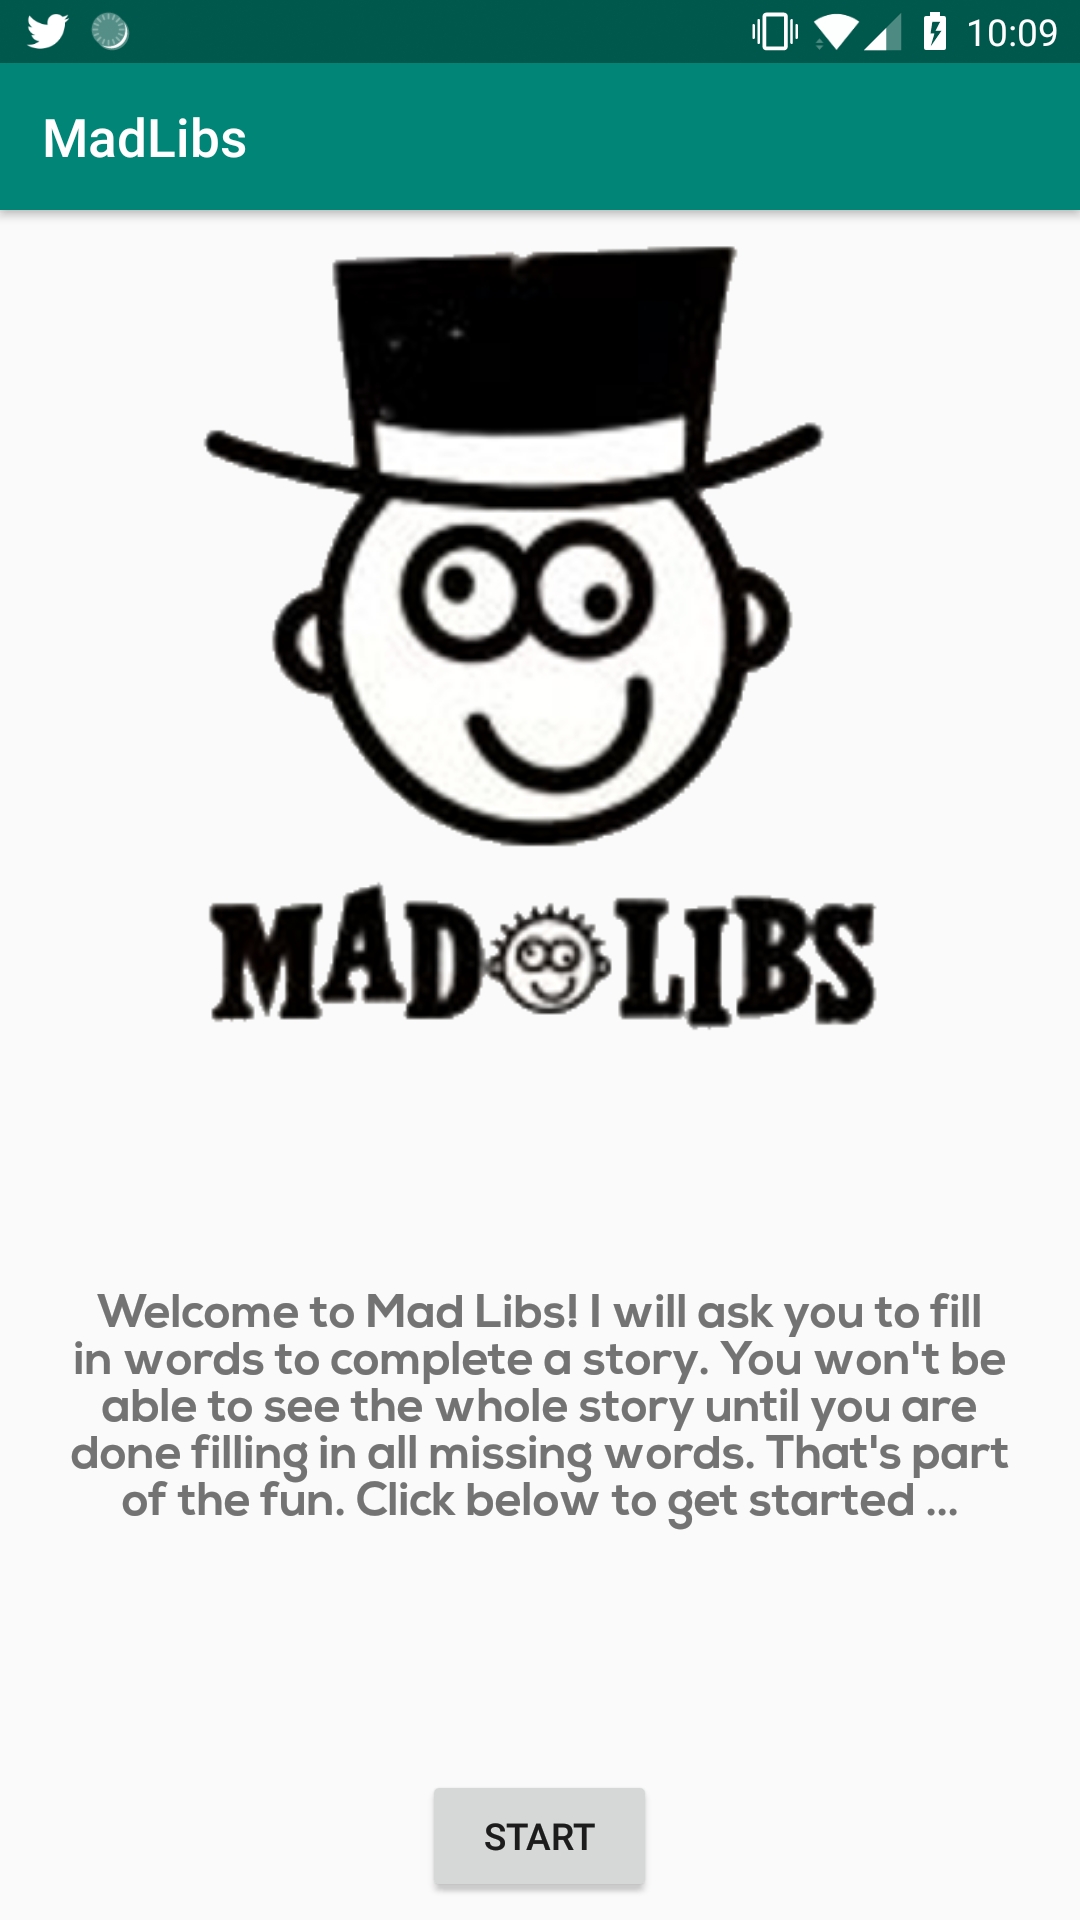 10:09
MadLibs
MAD LIBS
Welcome to Mad Libs! I will ask you to fill
in words to complete a story. You won't be
able to see the whole story until you are
done filling in all missing words. That's part
of the fun. Click below to get started ...
START